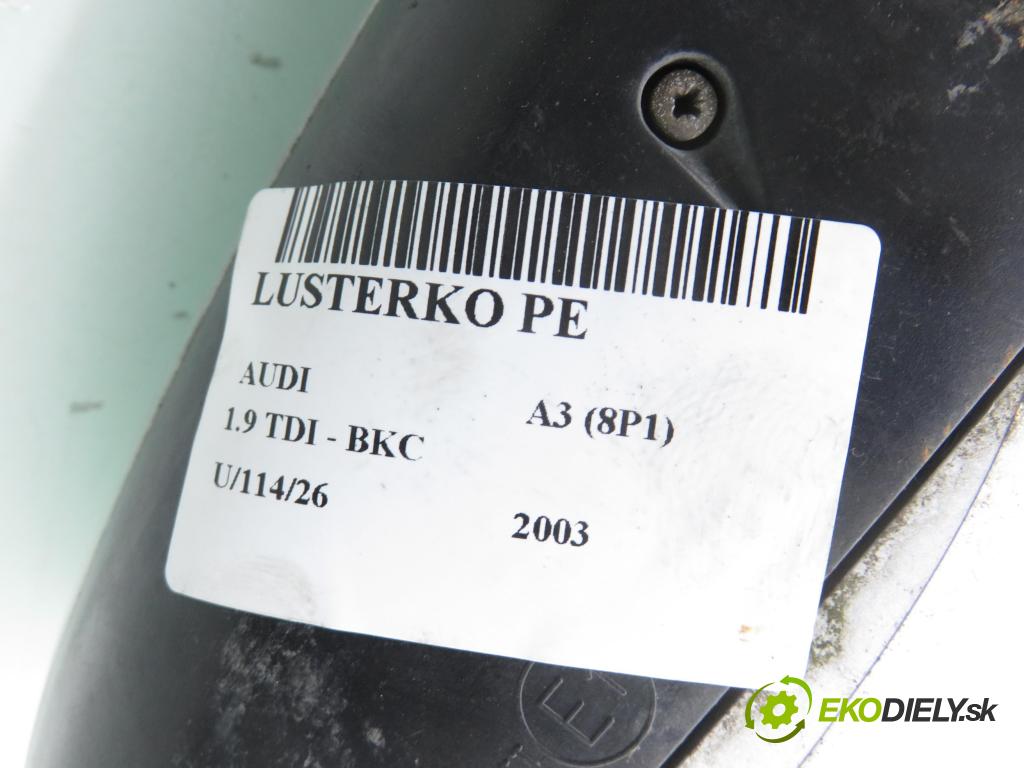 LUSTERKO PE
AUDI
A3 (8P1)
1.9 TDI - BKC
U/114/26
2003
EKODIELY.sk